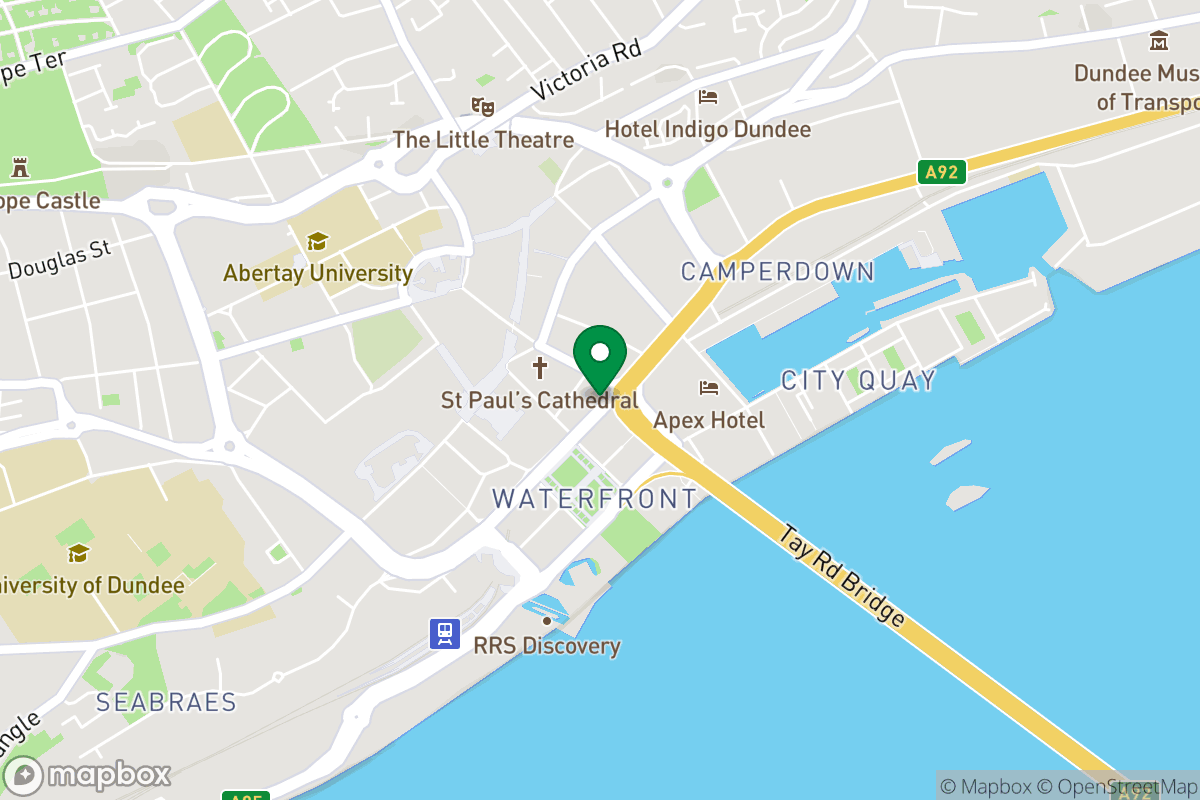 pe Ter
Victoria Rd
Dundee Mus
of Transpo
The Little Theatre
Hotel Indigo Dundee
A92
ope Castle
Douglas St
Abertay University
CAMPERDOWN
CITY QUAY
St Paul's Cathedral
Apex Hotel
WATERFRONT
Tay Rd Bridge
niversity of Dundee
RRS Discovery
SEABRAES
angle
mapbox
A85
A92
© Mapbox © OpenStreetMap